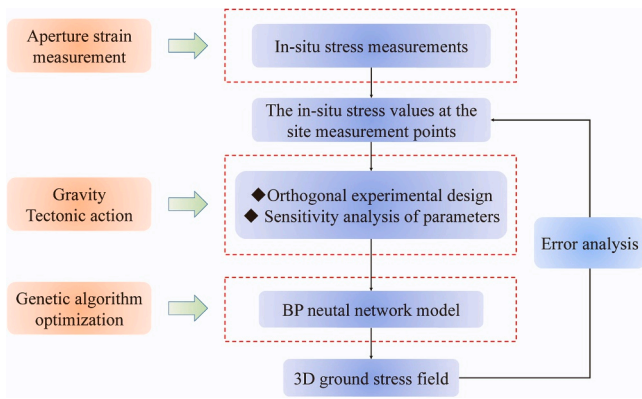 Aperture strain
measurement
In-situ stress measurements
The in-situ stress values at the
site measurement points
Gravity
Tectonic action
◆Orthogonal experimental design
◆ Sensitivity analysis of parameters
Error analysis
Genetic algorithm
optimization
BP neutal network model
3D ground stress field